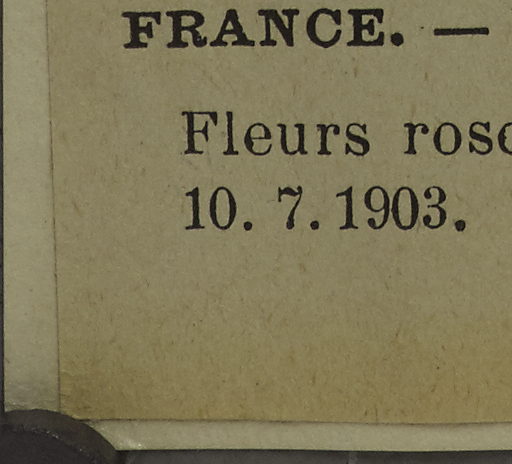 FRANCE. —
Fleurs
10. 7. 1903.